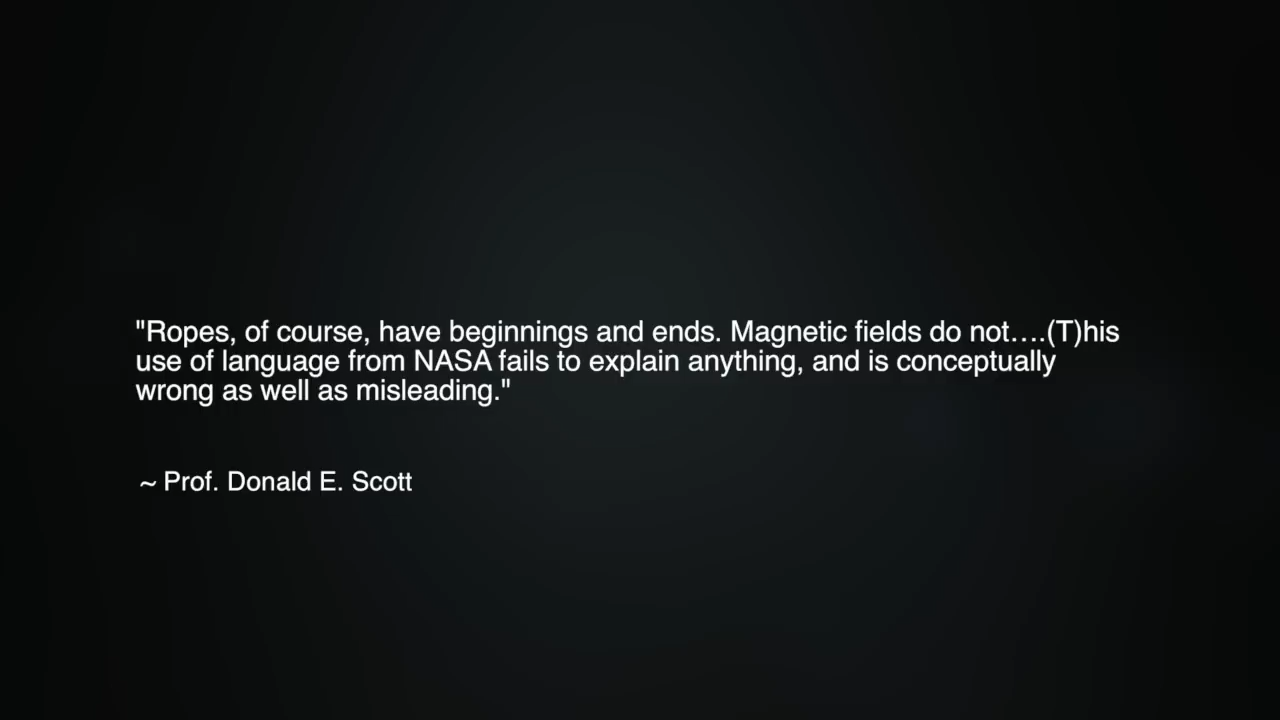 "Ropes, of course, have beginnings and ends. Magnetic fields do not….(T)his
use of language from NASA fails to explain anything, and is conceptually
wrong as well as misleading."
~ Prof. Donald E. Scott